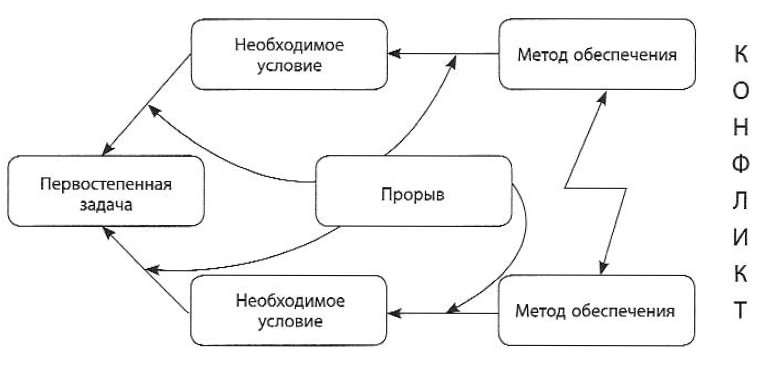 Необходимое
условие
Метод обеспечения
Первостепенная
задача
Прорыв
Необходимое
условие
Метод обеспечения
К
О
Н
Ф
Л
И
К
Т